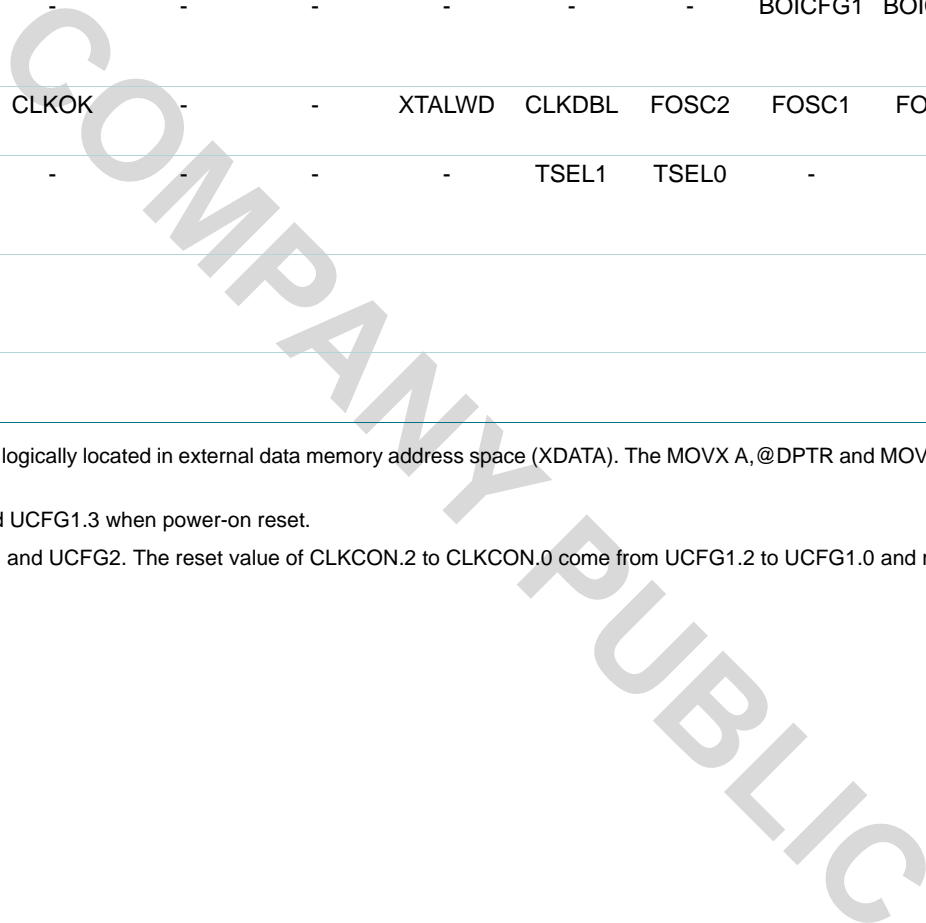 - - - - - - BOICFG1
CLKOK - - XTALWD CLKDBL FOSC2 FOSC1
- - - - TSEL1 TSEL0 -
logically located in external data memory address space (XDATA). The MOVX A,@DPTR and
UCFG1.3 when power-on reset.
and UCFG2. The reset value of CLKCON.2 to CLKCON.0 come from UCFG1.2 to UCFG1.0 and
COMPANY PUBLIC